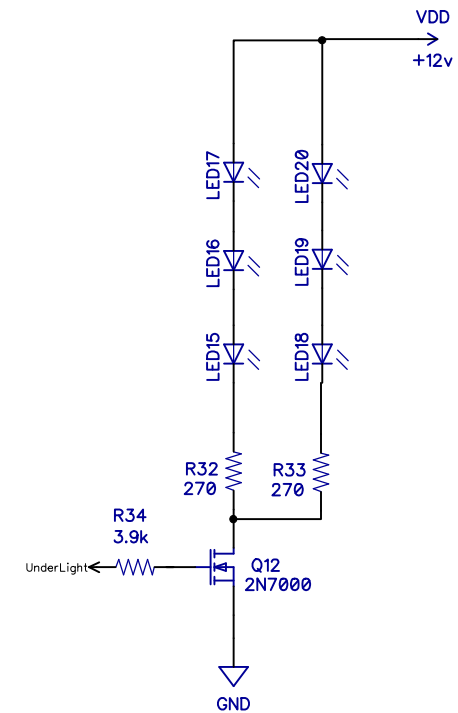 VDD
+12v
LED17
LED20
LED16
LED19
LED15
LED18
R32
270
R33
270
R34
3.9k
UnderLight
Q12
2N7000
GND